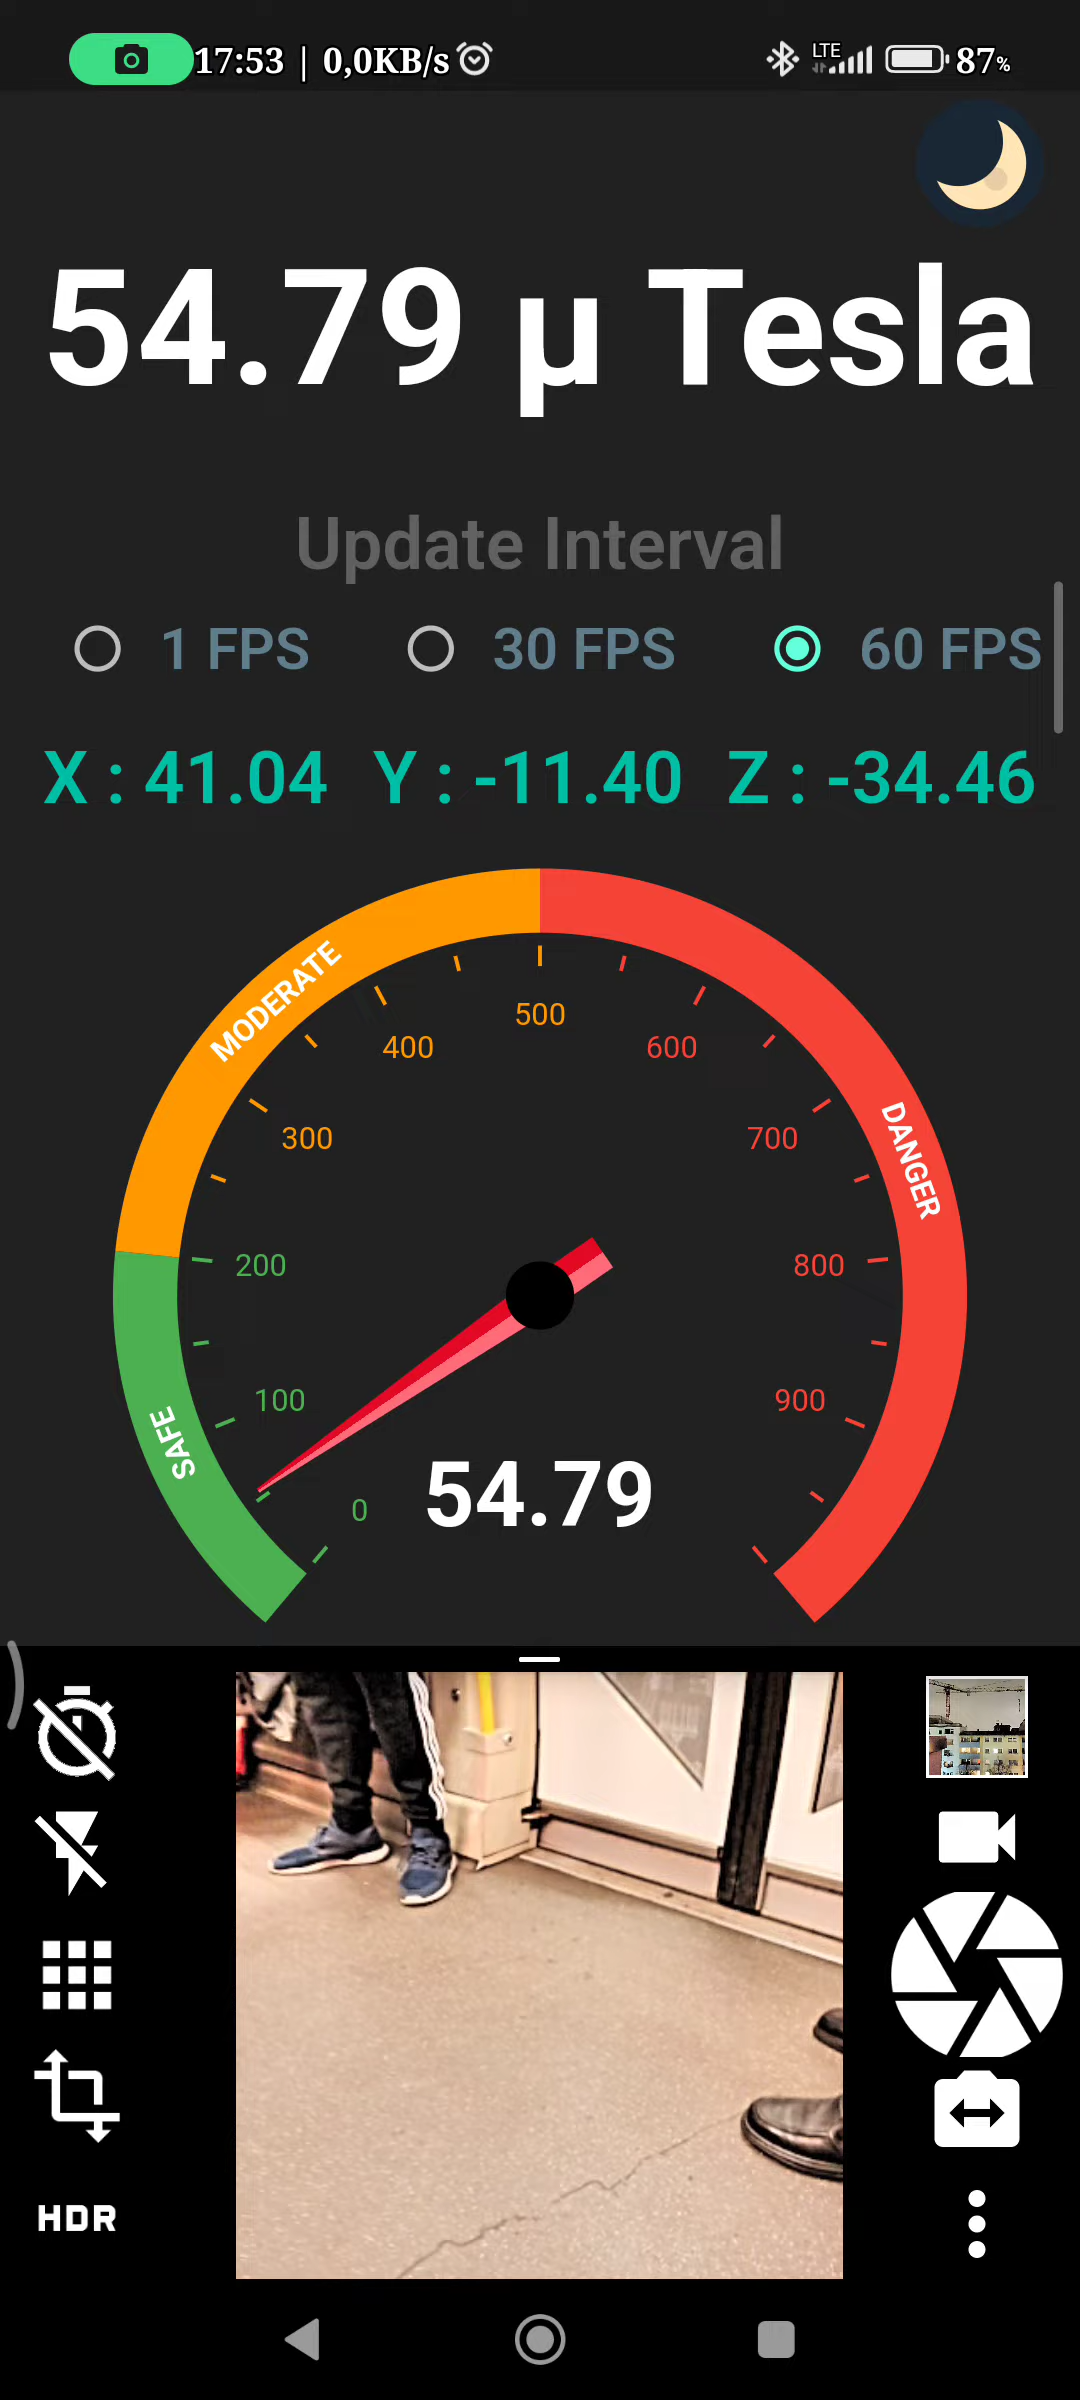 17:53 | 0,0KB/s LTE 87%
54.79 µ Tesla
Update Interval
1 FPS 30 FPS 60 FPS
X : 41.04 Y : -11.40 Z : -34.46
MODERATE
DANGER
SAFE
500
400 600
300 700
200 800
100 900
0
54.79
HDR